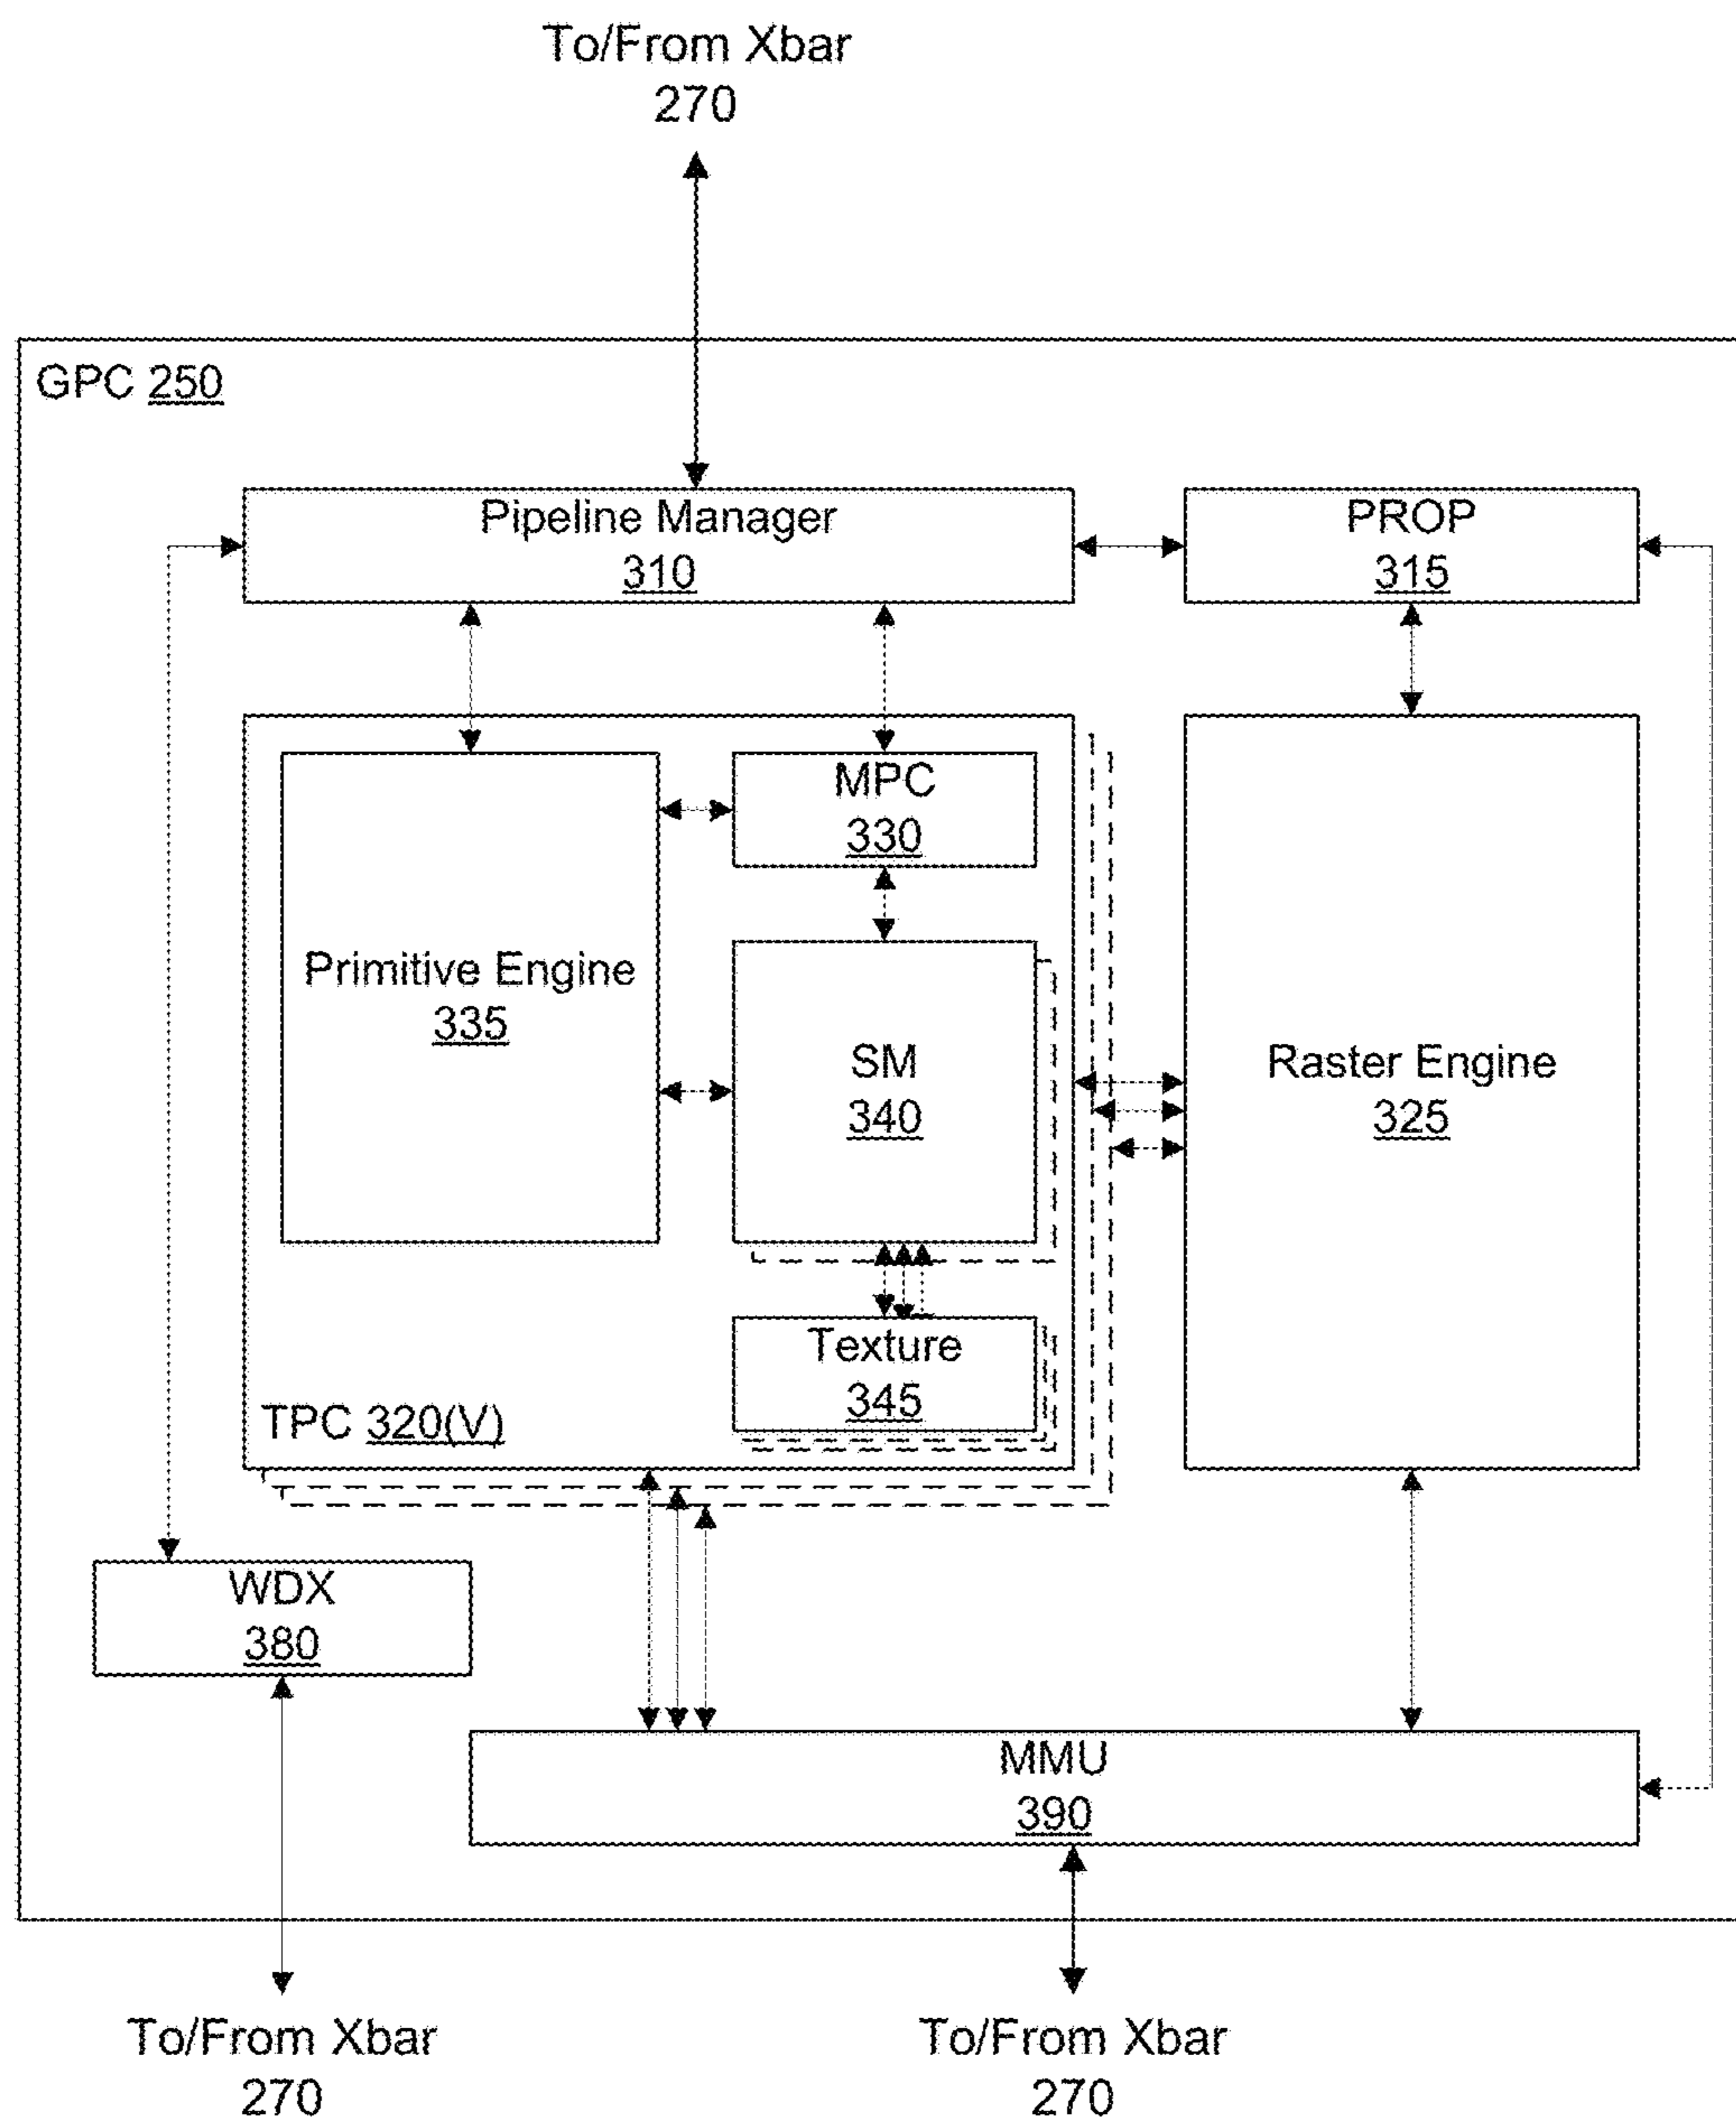 To/From Xbar
270
GPC 250
Pipeline Manager
310
PROP
315
MPC
330
Primitive Engine
335
SM
340
Raster Engine
325
Texture
345
TPC 320(V)
WDX
380
MMU
390
To/From Xbar
270
To/From Xbar
270